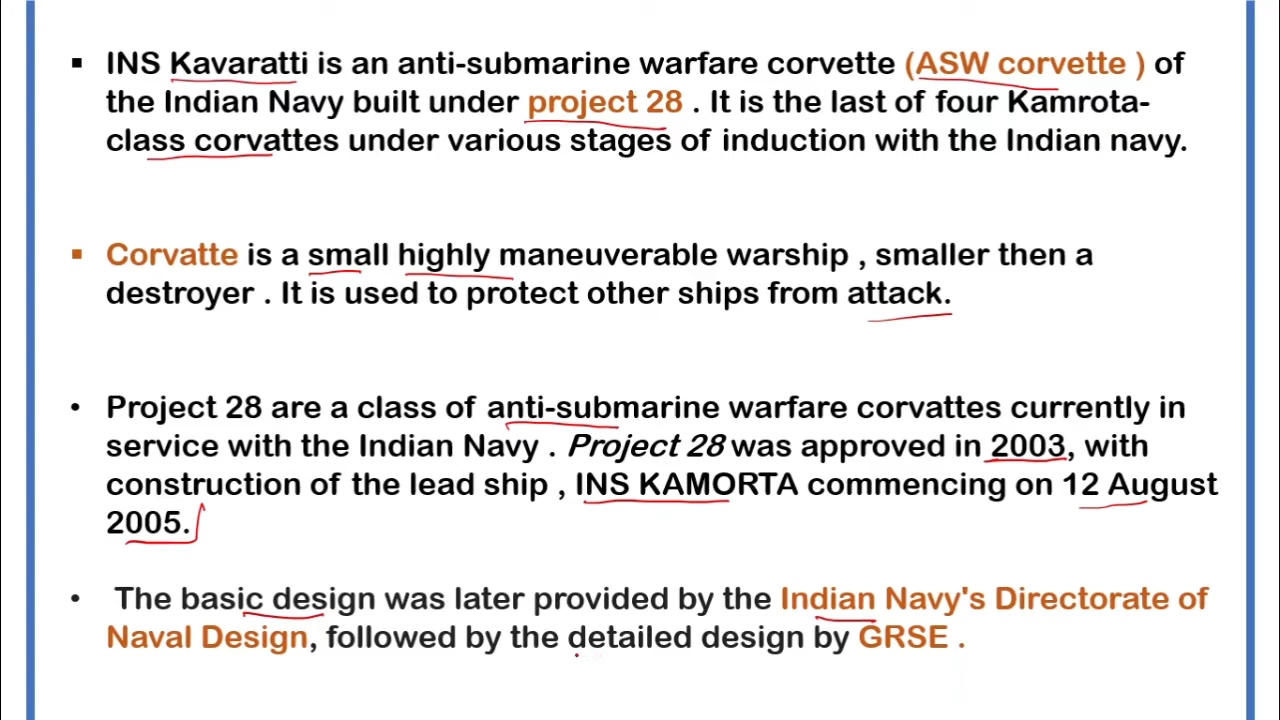 ▪ INS Kavaratti is an anti-submarine warfare corvette (ASW corvette ) of
the Indian Navy built under project 28 . It is the last of four Kamrota-
class corvattes under various stages of induction with the Indian navy.
▪ Corvatte is a small highly maneuverable warship , smaller then a
destroyer . It is used to protect other ships from attack.
• Project 28 are a class of anti-submarine warfare corvattes currently in
service with the Indian Navy . Project 28 was approved in 2003, with
construction of the lead ship , INS KAMORTA commencing on 12 August
2005.
• The basic design was later provided by the Indian Navy's Directorate of
Naval Design, followed by the detailed design by GRSE .